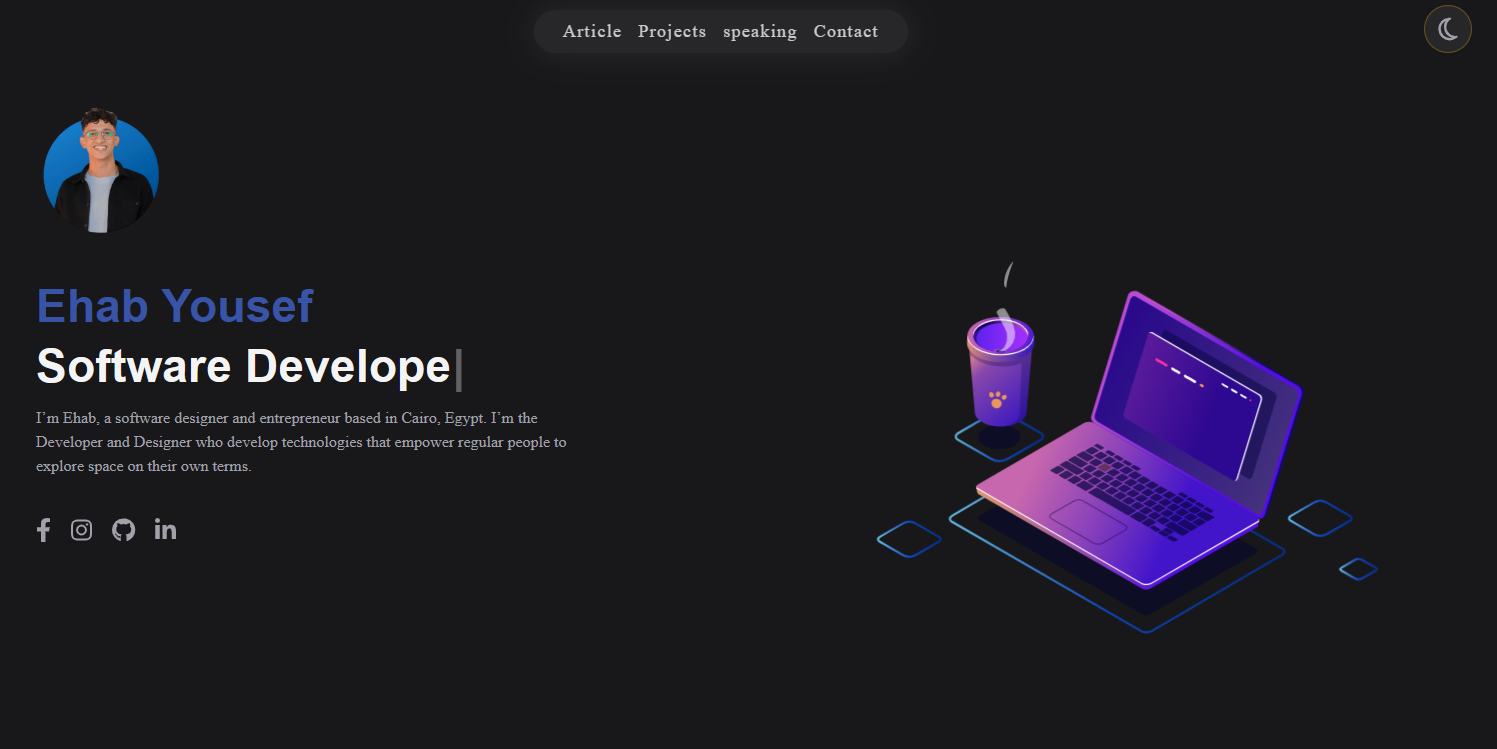 Article Projects speaking Contact
Ehab Yousef
Software Develope|
I’m Ehab, a software designer and entrepreneur based in Cairo, Egypt. I’m the
Developer and Designer who develop technologies that empower regular people to
explore space on their own terms.